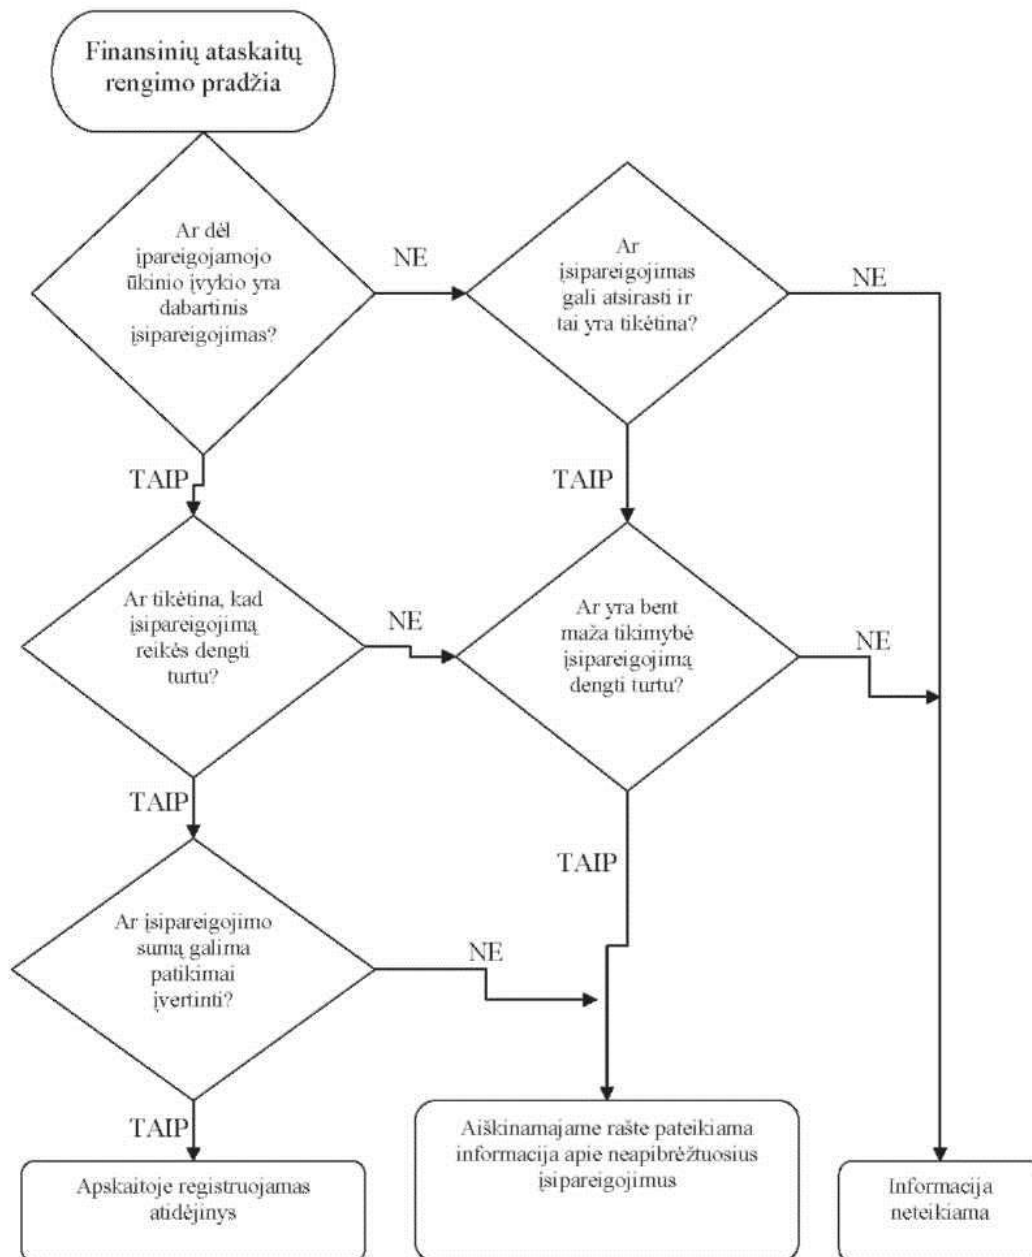 Finansinių ataskaitų
rengimo pradžia
Ar dėl
įpareigojamojo
ūkinio įvykio yra
dabartinis
įsipareigojimas?
NE
Ar
įsipareigojimas
gali atsirasti ir
tai yra tikėtina?
NE
TAIP
TAIP
Ar tikėtina, kad
įsipareigojimą
reikės dengti
turtu?
NE
Ar yra bent
maža tikimybė
įsipareigojimą
dengti turtu?
NE
TAIP
TAIP
Ar įsipareigojimo
sumą galima
patikimai
įvertinti?
NE
TAIP
Apskaitoje registruojamas
atidėjinys
Aiškinamajame rašte pateikiama
informacija apie neapibrėžtuosius
įsipareigojimus
Informacija
neteikiama